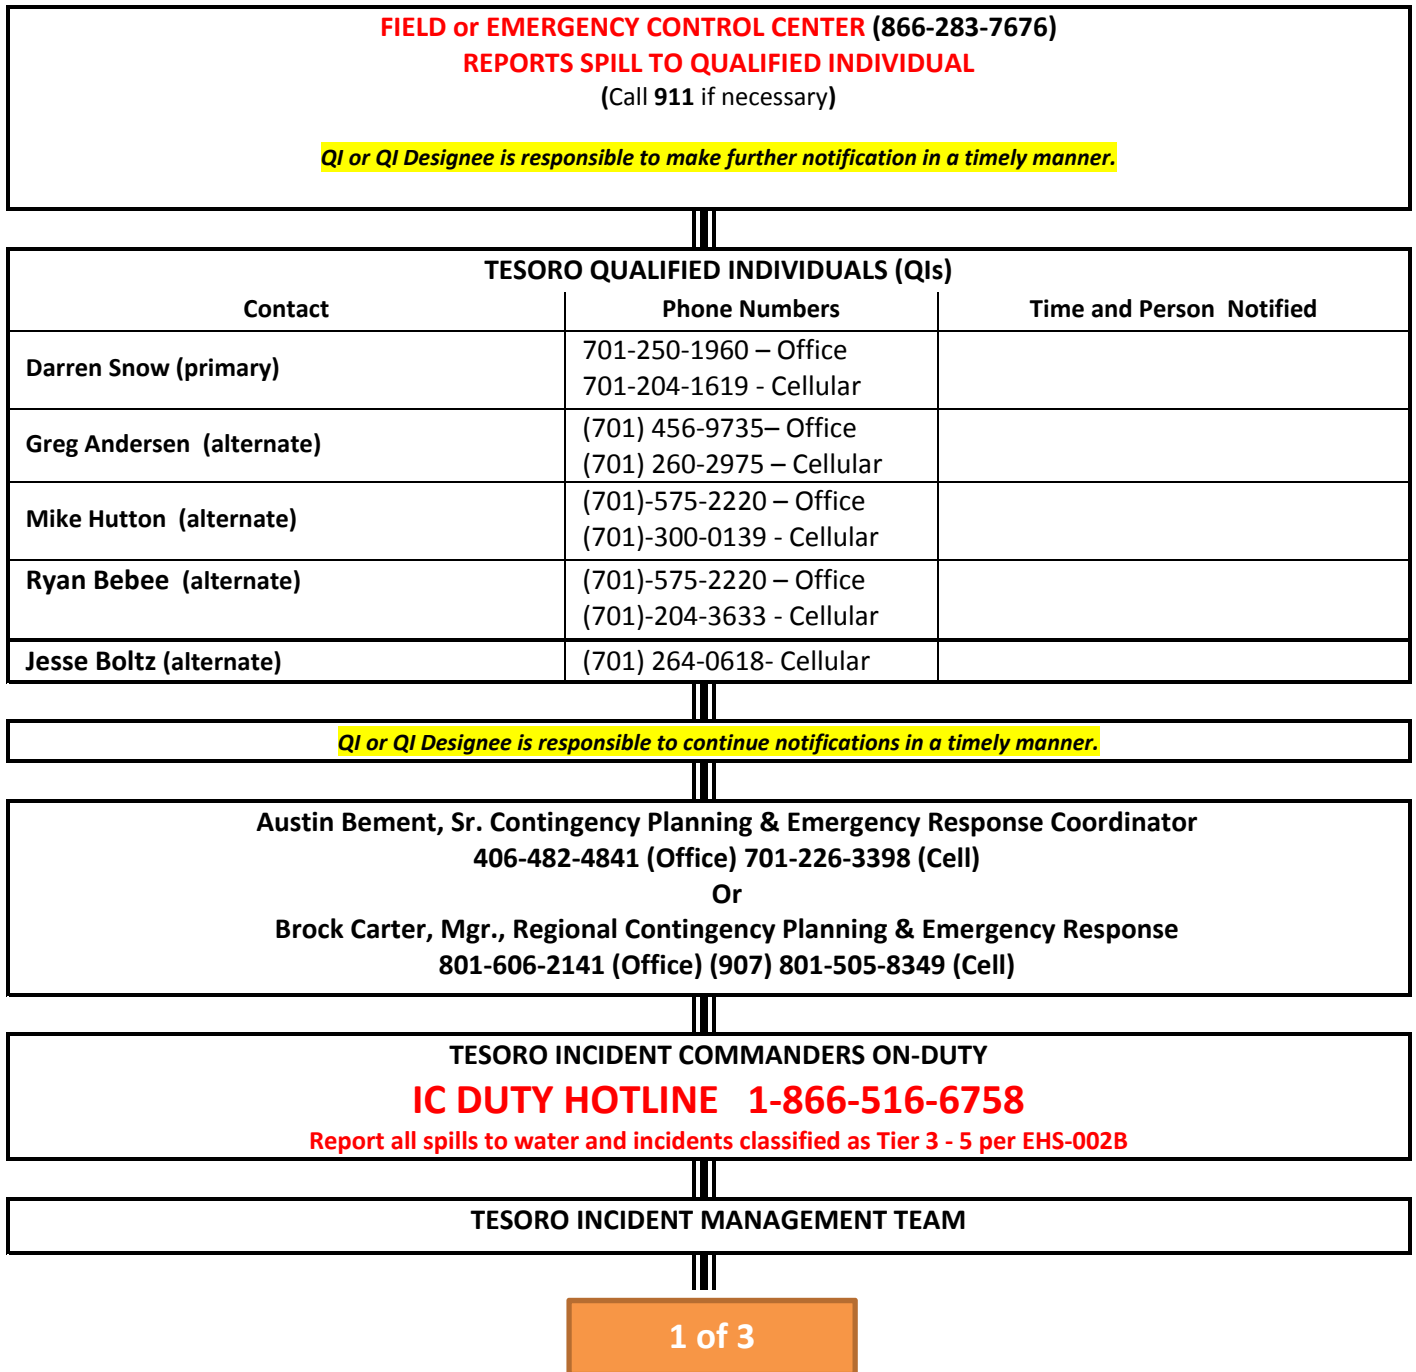 FIELD or EMERGENCY CONTROL CENTER (866-283-7676)
REPORTS SPILL TO QUALIFIED INDIVIDUAL
(Call 911 if necessary)
QI or QI Designee is responsible to make further notification in a timely manner.
TESORO QUALIFIED INDIVIDUALS (QIs)
Contact Phone Numbers Time and Person Notified
Darren Snow (primary)
701-250-1960 – Office
701-204-1619 - Cellular
Greg Andersen (alternate)
(701) 456-9735– Office
(701) 260-2975 – Cellular
Mike Hutton (alternate)
(701)-575-2220 – Office
(701)-300-0139 - Cellular
Ryan Bebee (alternate)
(701)-575-2220 – Office
(701)-204-3633 - Cellular
Jesse Boltz (alternate)
(701) 264-0618- Cellular
QI or QI Designee is responsible to continue notifications in a timely manner.
Austin Bement, Sr. Contingency Planning & Emergency Response Coordinator
406-482-4841 (Office) 701-226-3398 (Cell)
Or
Brock Carter, Mgr., Regional Contingency Planning & Emergency Response
801-606-2141 (Office) (907) 801-505-8349 (Cell)
TESORO INCIDENT COMMANDERS ON-DUTY
IC DUTY HOTLINE 1-866-516-6758
Report all spills to water and incidents classified as Tier 3 - 5 per EHS-002B
TESORO INCIDENT MANAGEMENT TEAM
1 of 3